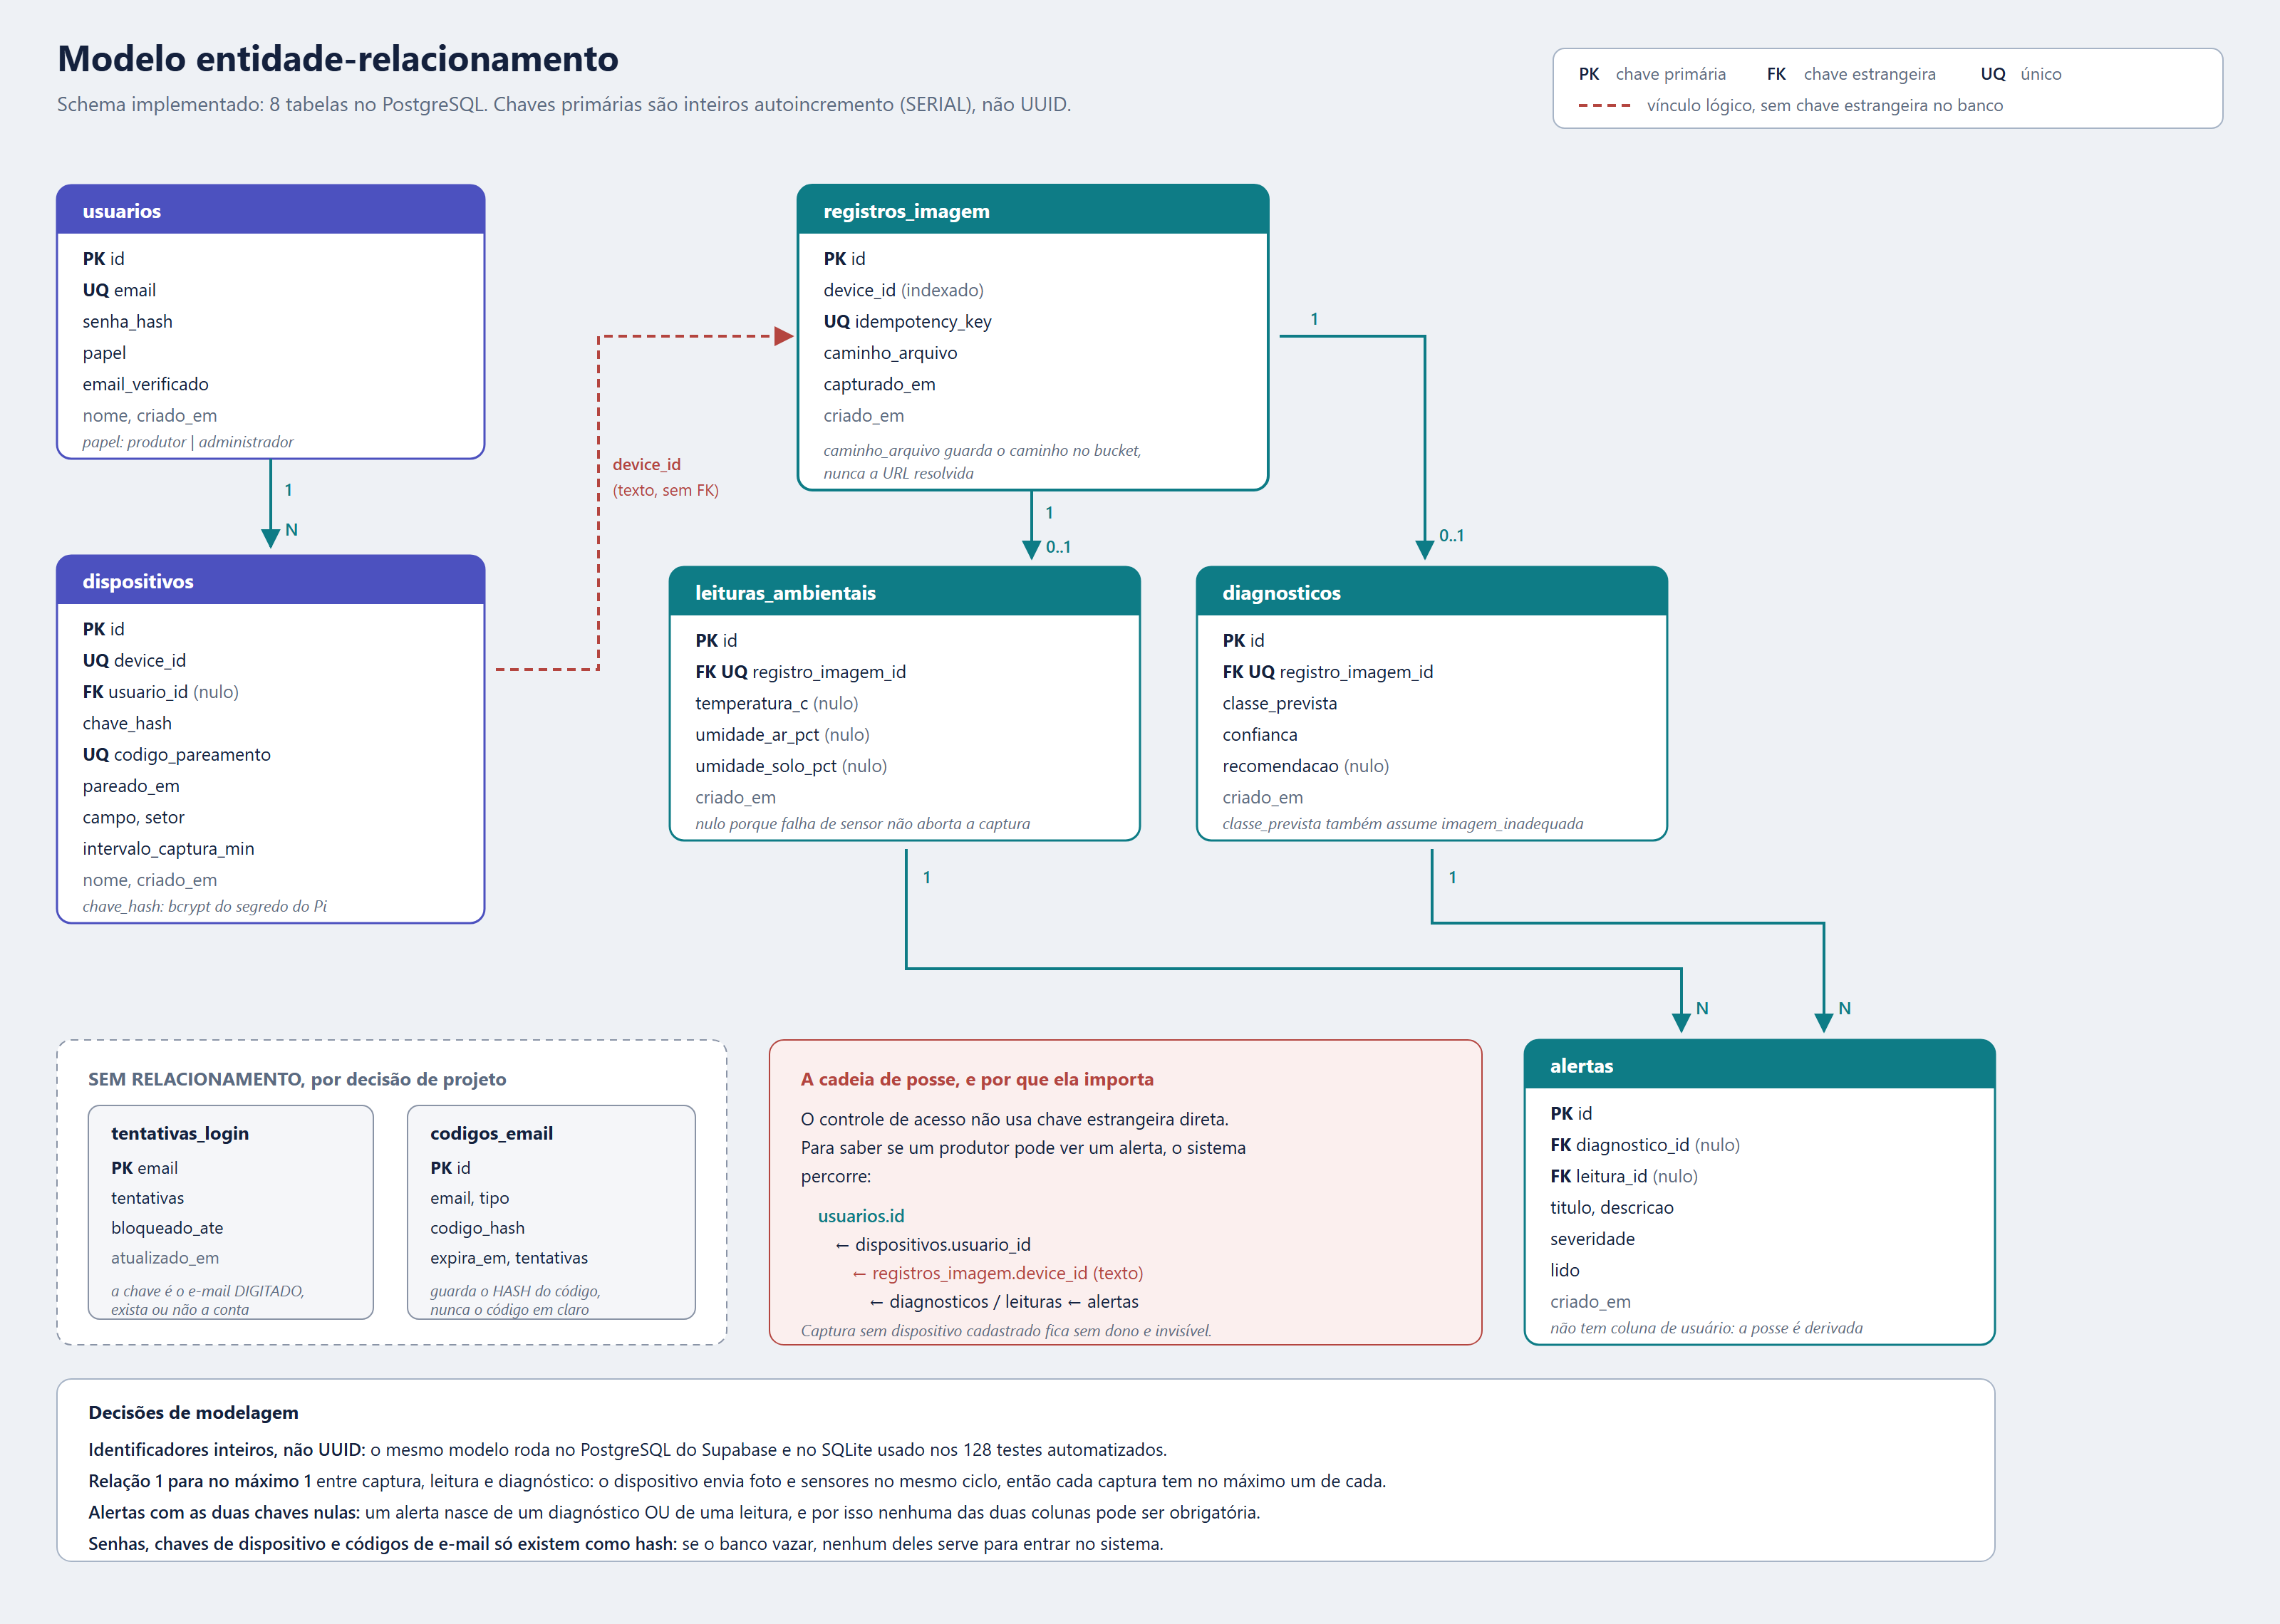 Modelo entidade-relacionamento
Schema implementado: 8 tabelas no PostgreSQL. Chaves primárias são inteiros autoincremento (SERIAL), não UUID.
PK chave primária FK chave estrangeira UQ único
vínculo lógico, sem chave estrangeira no banco
usuarios
PK id
UQ email
senha_hash
papel
email_verificado
nome, criado_em
papel: produtor | administrador
1
N
dispositivos
PK id
UQ device_id
FK usuario_id (nulo)
chave_hash
UQ codigo_pareamento
pareado_em
campo, setor
intervalo_captura_min
nome, criado_em
chave_hash: bcrypt do segredo do Pi
device_id
(texto, sem FK)
registros_imagem
PK id
device_id (indexado)
UQ idempotency_key
caminho_arquivo
capturado_em
criado_em
caminho_arquivo guarda o caminho no bucket,
nunca a URL resolvida
1
0..1
1
0..1
leituras_ambientais
PK id
FK UQ registro_imagem_id
temperatura_c (nulo)
umidade_ar_pct (nulo)
umidade_solo_pct (nulo)
criado_em
nulo porque falha de sensor não aborta a captura
1
diagnosticos
PK id
FK UQ registro_imagem_id
classe_prevista
confianca
recomendacao (nulo)
criado_em
classe_prevista também assume imagem_inadequada
1
N
N
SEM RELACIONAMENTO, por decisão de projeto
tentativas_login
PK email
tentativas
bloqueado_ate
atualizado_em
a chave é o e-mail DIGITADO,
exista ou não a conta
codigos_email
PK id
email, tipo
codigo_hash
expira_em, tentativas
guarda o HASH do código,
nunca o código em claro
A cadeia de posse, e por que ela importa
O controle de acesso não usa chave estrangeira direta.
Para saber se um produtor pode ver um alerta, o sistema
percorre:
usuarios.id
← dispositivos.usuario_id
← registros_imagem.device_id (texto)
← diagnosticos / leituras ← alertas
Captura sem dispositivo cadastrado fica sem dono e invisível.
alertas
PK id
FK diagnostico_id (nulo)
FK leitura_id (nulo)
titulo, descricao
severidade
lido
criado_em
não tem coluna de usuário: a posse é derivada
Decisões de modelagem
Identificadores inteiros, não UUID: o mesmo modelo roda no PostgreSQL do Supabase e no SQLite usado nos 128 testes automatizados.
Relação 1 para no máximo 1 entre captura, leitura e diagnóstico: o dispositivo envia foto e sensores no mesmo ciclo, então cada captura tem no máximo um de cada.
Alertas com as duas chaves nulas: um alerta nasce de um diagnóstico OU de uma leitura, e por isso nenhuma das duas colunas pode ser obrigatória.
Senhas, chaves de dispositivo e códigos de e-mail só existem como hash: se o banco vazar, nenhum deles serve para entrar no sistema.